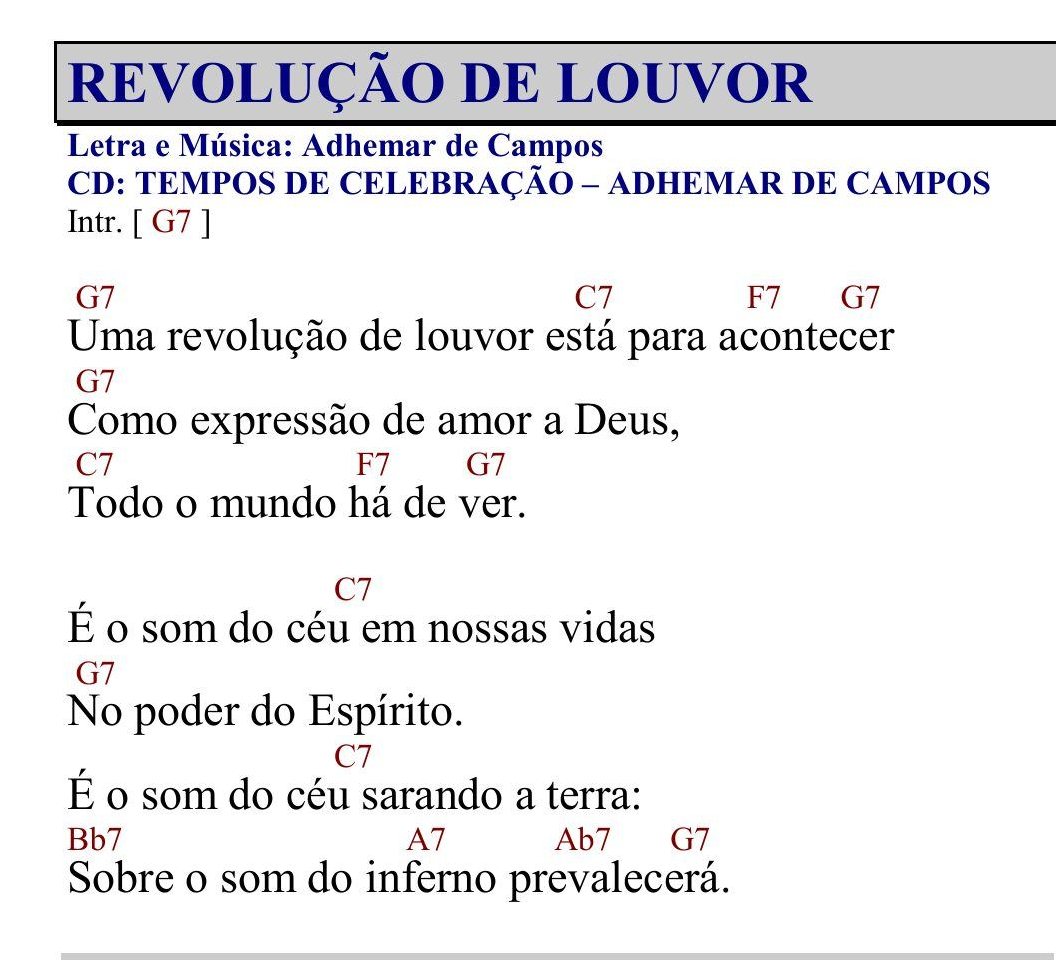 REVOLUÇÃO DE LOUVOR
Letra e Música: Adhemar de Campos
CD: TEMPOS DE CELEBRAÇÃO – ADHEMAR DE CAMPOS
Intr. [ G7 ]
G7 C7 F7 G7
Uma revolução de louvor está para acontecer
G7
Como expressão de amor a Deus,
C7 F7 G7
Todo o mundo há de ver.
C7
É o som do céu em nossas vidas
G7
No poder do Espírito.
C7
É o som do céu sarando a terra:
Bb7 A7 Ab7 G7
Sobre o som do inferno prevalecerá.